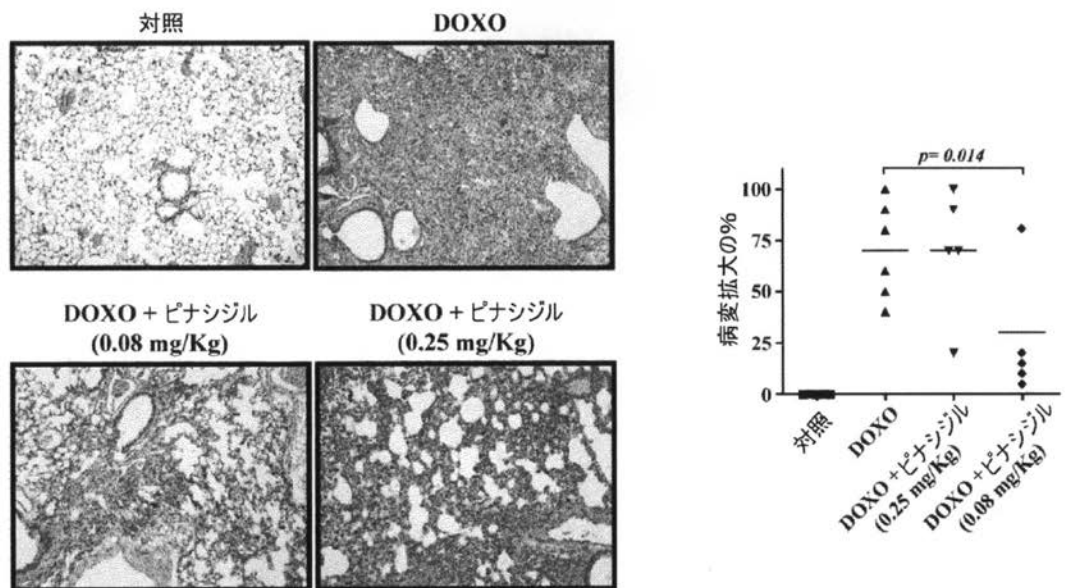 対照
DOXO
DOXO + ピナシジル
(0.08 mg/Kg)
DOXO + ピナシジル
(0.25 mg/Kg)
p= 0.014
病変拡大の%
100
75
50
25
0
対照
DOXO
DOXO +ピナシジル
(0.25 mg/Kg)
DOXO +ピナシジル
(0.08 mg/Kg)